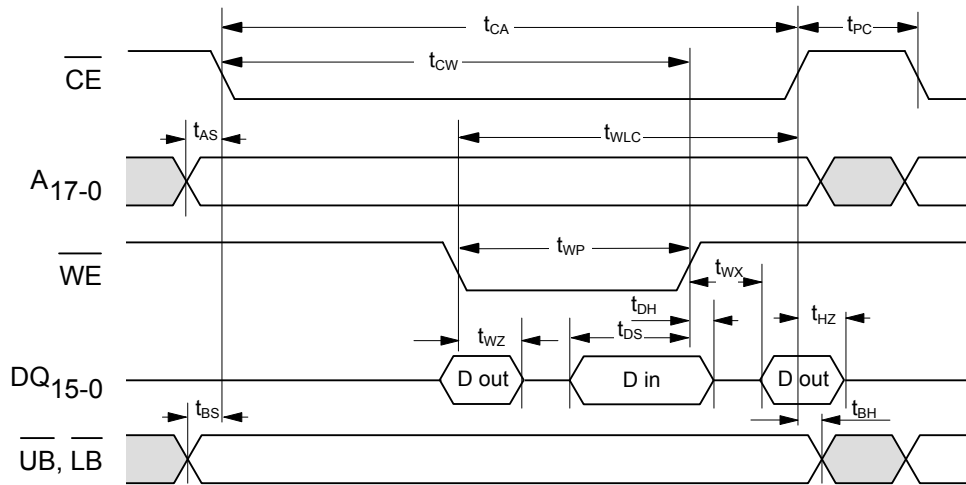 tCA
tPC
CE
tCW
tAS
tWLC
A17-0
tWP
WE
tWX
tDH
tHZ
tWZ
tDS
DQ15-0
D out
D in
D out
tBS
tBH
UB, LB